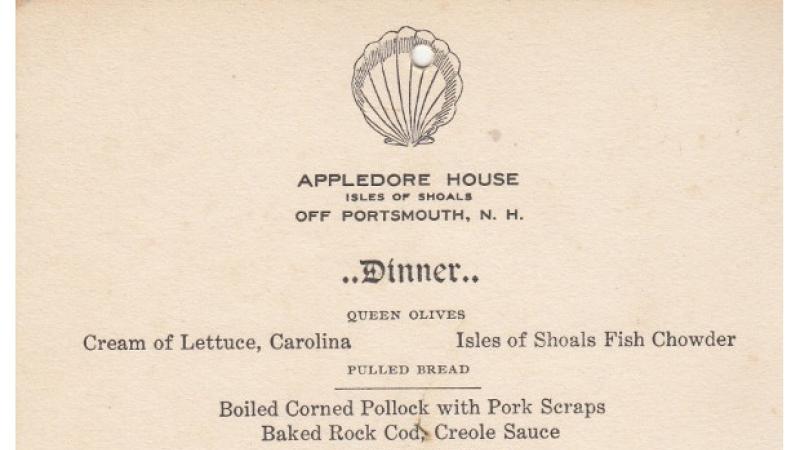 APPLEDORE HOUSE
ISLES OF SHOALS
OFF PORTSMOUTH, N. H.
..Dinner..
QUEEN OLIVES
Cream of Lettuce, Carolina Isles of Shoals Fish Chowder
PULLED BREAD
Boiled Corned Pollock with Pork Scraps
Baked Rock Cod, Creole Sauce